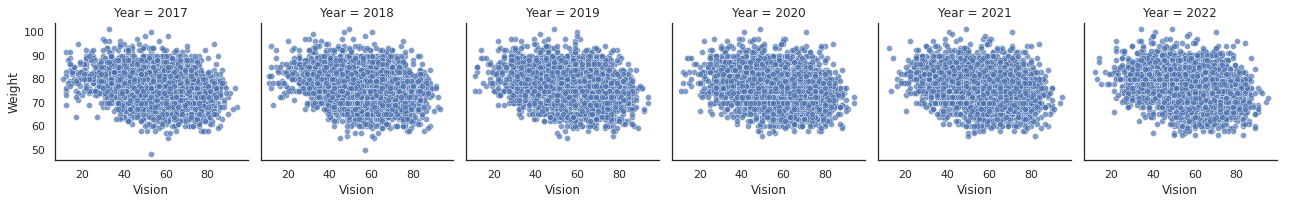 Year = 2017 Year = 2018 Year = 2019 Year = 2020 Year = 2021 Year = 2022
100
90
80
70
60
50
Weight
20 40 60 80 20 40 60 80 20 40 60 80 20 40 60 80 20 40 60 80 20 40 60 80
Vision Vision Vision Vision Vision Vision